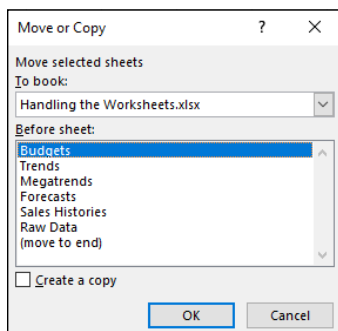 Move or Copy ? ×
Move selected sheets
To book:
Handling the Worksheets.xlsx
Before sheet:
Budgets
Trends
Megatrends
Forecasts
Sales Histories
Raw Data
(move to end)
Create a copy
OK Cancel